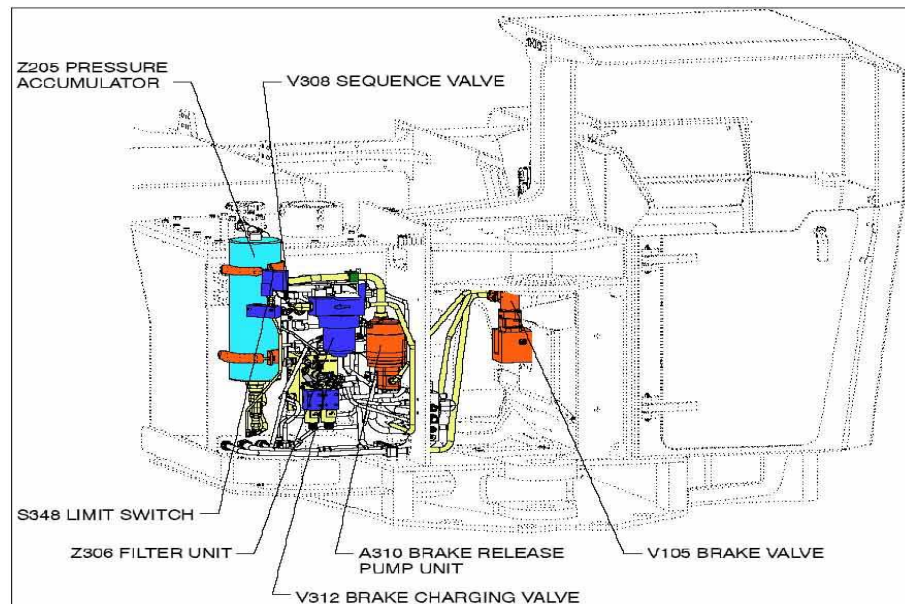 Z205 PRESSURE
ACCUMULATOR
V308 SEQUENCE VALVE
S348 LIMIT SWITCH
Z306 FILTER UNIT
A310 BRAKE RELEASE
PUMP UNIT
V105 BRAKE VALVE
V312 BRAKE CHARGING VALVE